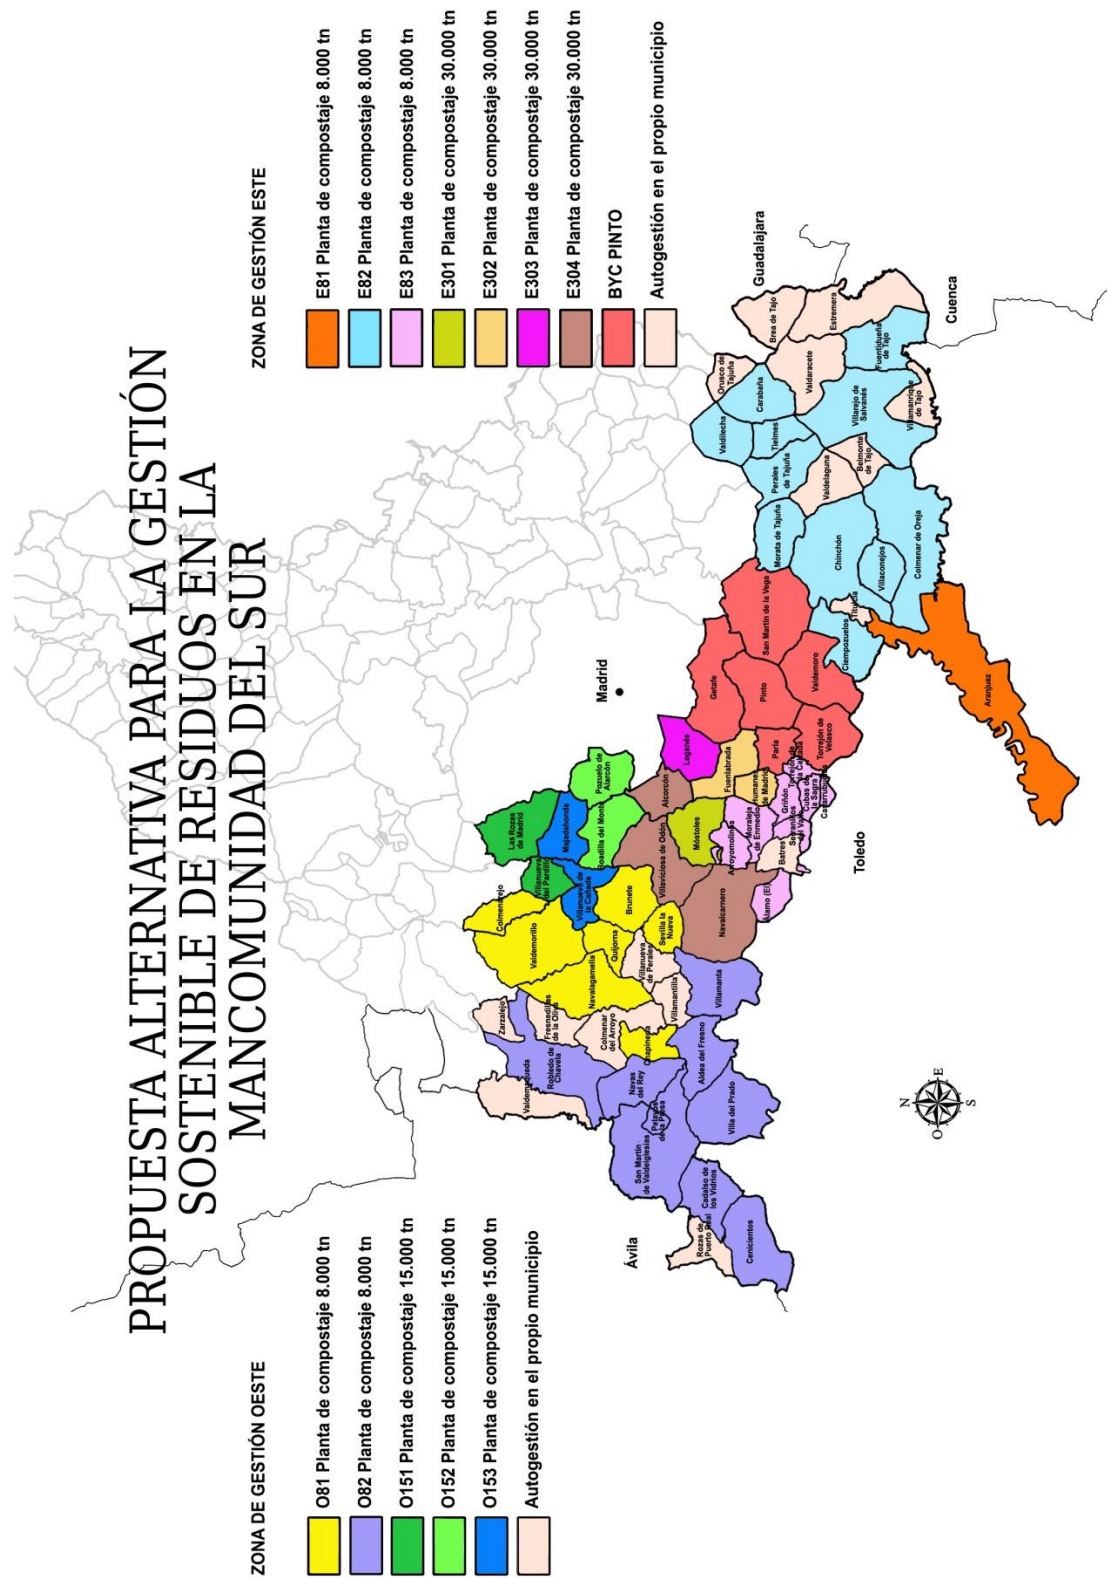 PROPUESTA ALTERNATIVA PARA LA GESTIÓN
SOSTENIBLE DE RESIDUOS EN LA
MANCOMUNIDAD DEL SUR
ZONA DE GESTIÓN OESTE
O81 Planta de compostaje 8.000 tn
O82 Planta de compostaje 8.000 tn
O151 Planta de compostaje 15.000 tn
O152 Planta de compostaje 15.000 tn
O153 Planta de compostaje 15.000 tn
Autogestión en el propio municipio
ZONA DE GESTIÓN ESTE
E81 Planta de compostaje 8.000 tn
E82 Planta de compostaje 8.000 tn
E83 Planta de compostaje 8.000 tn
E301 Planta de compostaje 30.000 tn
E302 Planta de compostaje 30.000 tn
E303 Planta de compostaje 30.000 tn
E304 Planta de compostaje 30.000 tn
BYC PINTO
Autogestión en el propio municipio
Ávila
Madrid
Guadalajara
Cuenca
Toledo
Zarzalejo
Valdemaqueda
Robledo de
Chavela
Fresnedillas
de la Oliva
Colmenar
del Arroyo
Navalagamella
Valdemorillo
Colmenarejo
Villanueva
del Pardillo
Las Rozas
de Madrid
Majadahonda
Villanueva de
la Cañada
Pozuelo de
Alarcón
Boadilla del Monte
Brunete
Quijorna
Villanueva
de Perales
Sevilla la
Nueva
Villamantilla
Chapinería
Navas
del Rey
Pelayos
de la Presa
San Martín
de Valdeiglesias
Rozas de
Puerto Real
Cadalso de
los Vidrios
Cenicientos
Villa del Prado
Aldea del Fresno
Villamanta
Navalcarnero
Villaviciosa de Odón
Alcorcón
Móstoles
Arroyomolinos
Moraleja
de Enmedio
Álamo (El)
Batres
Serranillos
del Valle
Griñón
Cubas de
la Sagra
Casarrubuelos
Torrejón de
la Calzada
Humanes
de Madrid
Fuenlabrada
Leganés
Getafe
Parla
Pinto
Torrejón de
Velasco
Valdemoro
San Martín de la Vega
Ciempozuelos
Titulcia
Aranjuez
Morata de Tajuña
Chinchón
Villaconejos
Colmenar de Oreja
Perales
de Tajuña
Valdilecha
Tielmes
Carabaña
Orusco de
Tajuña
Valdelaguna
Belmonte
de Tajo
Villarejo de
Salvanés
Valdaracete
Villamanrique
de Tajo
Fuentidueña
de Tajo
Brea de Tajo
Estremera
N
O
E
S